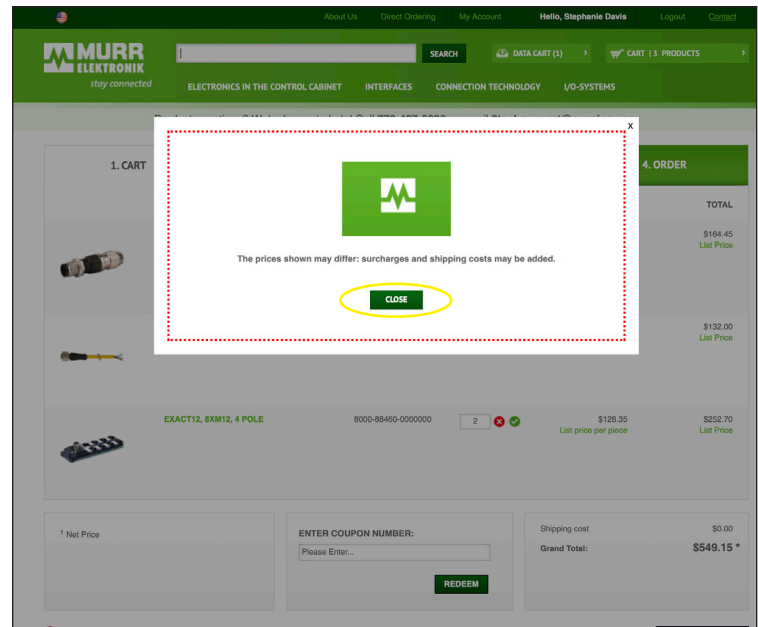 About Us Direct Ordering My Account Hello, Stephanie Davis Logout Contact
MURR
ELEKTRONIK
stay connected
SEARCH
DATA CART (1) ›
CART | 3 PRODUCTS ›
ELECTRONICS IN THE CONTROL CABINET INTERFACES CONNECTION TECHNOLOGY I/O-SYSTEMS
x
1. CART
4. ORDER
TOTAL
$164.45
List Price
The prices shown may differ: surcharges and shipping costs may be added.
CLOSE
$132.00
List Price
EXACT12, 8XM12, 4 POLE 8000-88460-0000000 2 $126.35 $252.70
List price per piece List Price
¹ Net Price
ENTER COUPON NUMBER:
Please Enter...
REDEEM
Shipping cost $0.00
Grand Total: $549.15 *